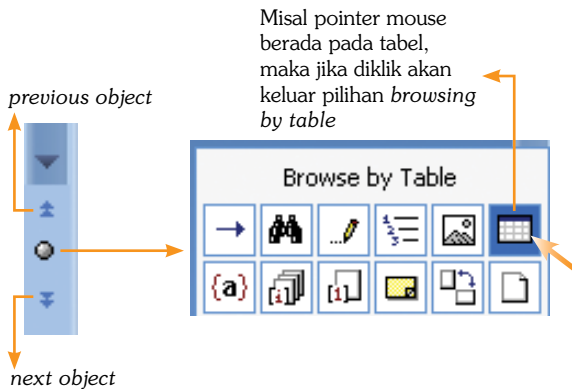 Misal pointer mouse
berada pada tabel,
maka jika diklik akan
keluar pilihan browsing
by table
previous object
Browse by Table
{a} [i] [1]
next object